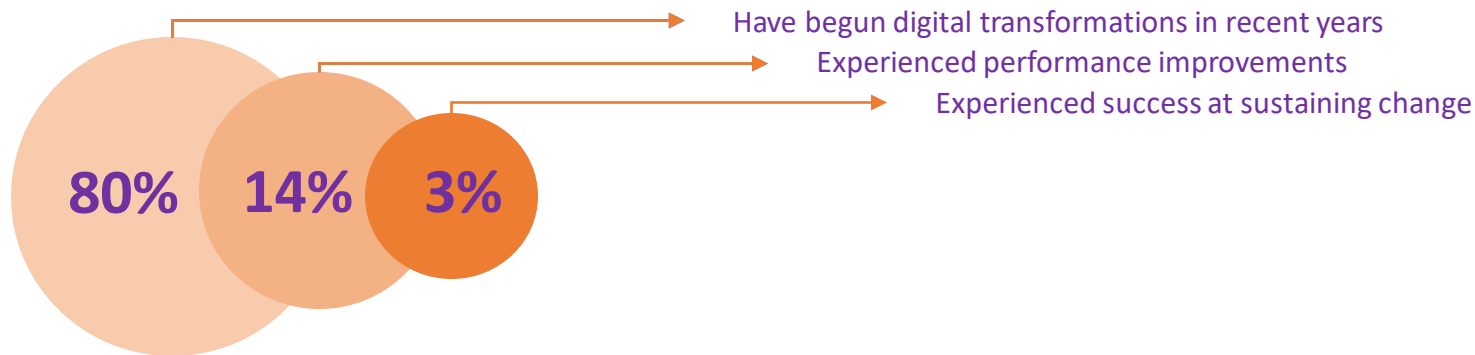 Have begun digital transformations in recent years
Experienced performance improvements
Experienced success at sustaining change
80% 14% 3%